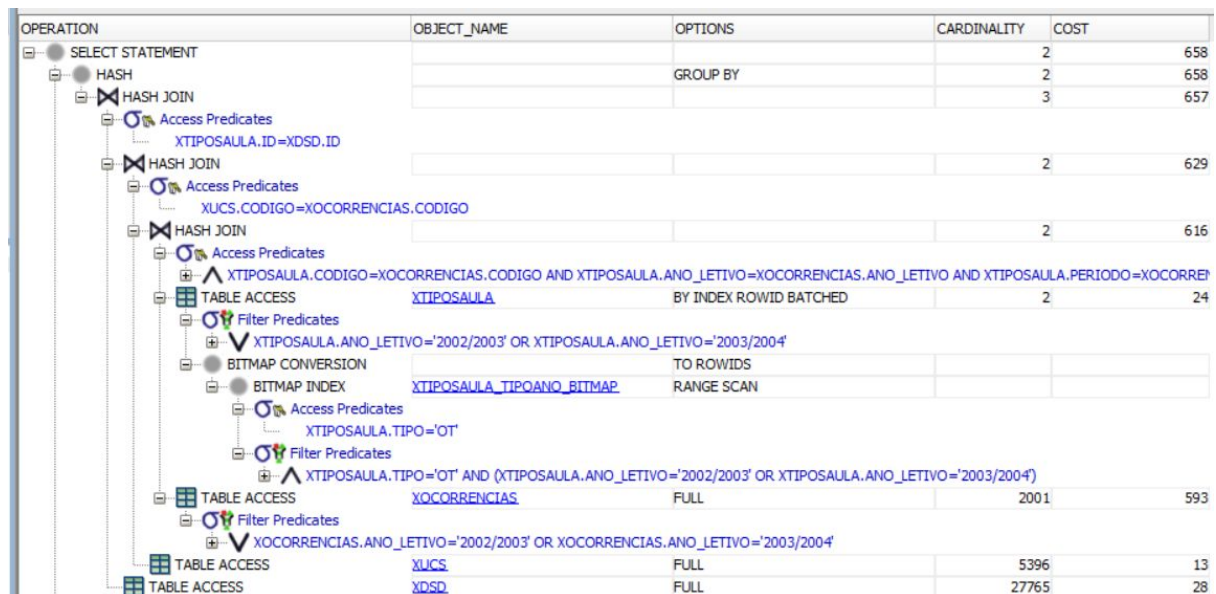 OPERATION OBJECT_NAME OPTIONS CARDINALITY COST
SELECT STATEMENT 2 658
HASH GROUP BY 2 658
HASH JOIN 3 657
Access Predicates
XTIPOSAULA.ID=XDSD.ID
HASH JOIN 2 629
Access Predicates
XUCS.CODIGO=XOCORRENCIAS.CODIGO
HASH JOIN 2 616
Access Predicates
XTIPOSAULA.CODIGO=XOCORRENCIAS.CODIGO AND XTIPOSAULA.ANO_LETIVO=XOCORRENCIAS.ANO_LETIVO AND XTIPOSAULA.PERIODO=XOCORREN
TABLE ACCESS XTIPOSAULA BY INDEX ROWID BATCHED 2 24
Filter Predicates
XTIPOSAULA.ANO_LETIVO='2002/2003' OR XTIPOSAULA.ANO_LETIVO='2003/2004'
BITMAP CONVERSION TO ROWIDS
BITMAP INDEX XTIPOSAULA_TIPOANO_BITMAP RANGE SCAN
Access Predicates
XTIPOSAULA.TIPO='OT'
Filter Predicates
XTIPOSAULA.TIPO='OT' AND (XTIPOSAULA.ANO_LETIVO='2002/2003' OR XTIPOSAULA.ANO_LETIVO='2003/2004')
TABLE ACCESS XOCORRENCIAS FULL 2001 593
Filter Predicates
XOCORRENCIAS.ANO_LETIVO='2002/2003' OR XOCORRENCIAS.ANO_LETIVO='2003/2004'
TABLE ACCESS XUCS FULL 5396 13
TABLE ACCESS XDSD FULL 27765 28